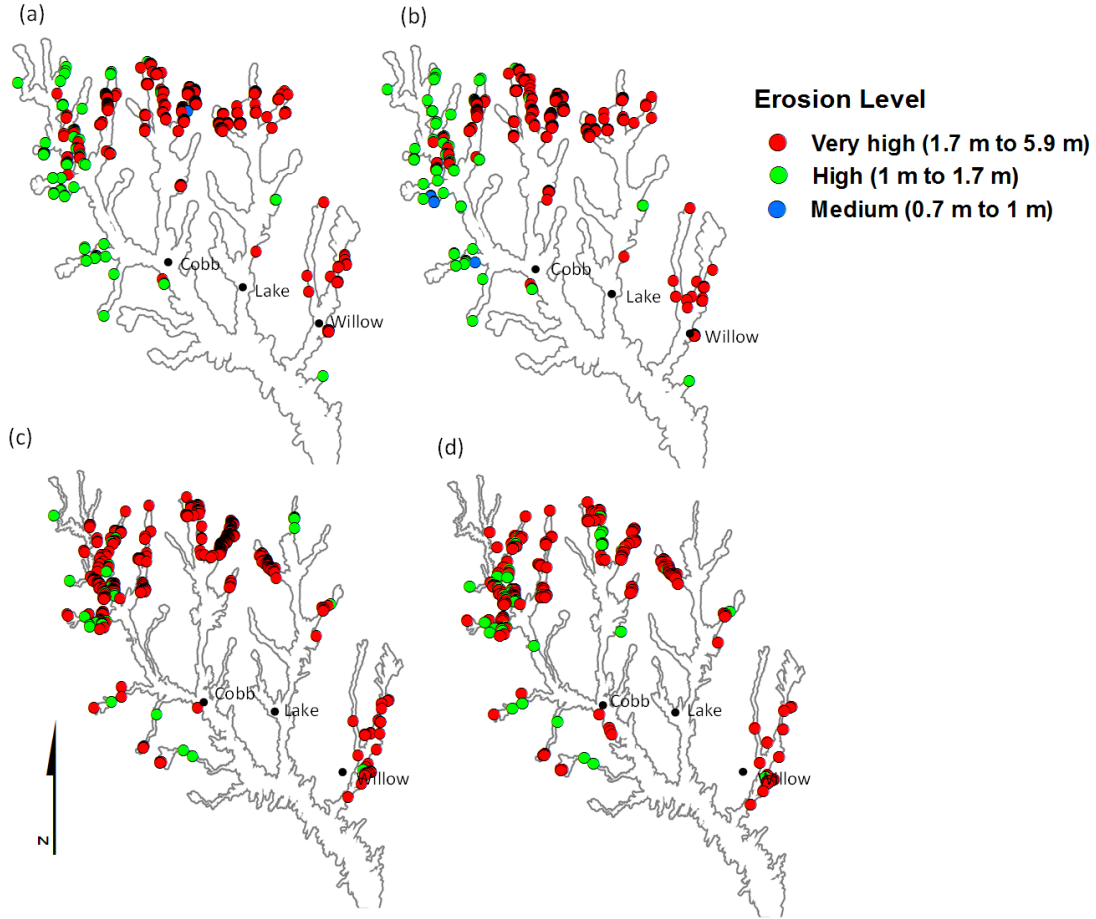 (a)
(b)
Erosion Level
Very high (1.7 m to 5.9 m)
High (1 m to 1.7 m)
Medium (0.7 m to 1 m)
Cobb
Lake
Willow
Cobb
Lake
Willow
(c)
(d)
Cobb
Lake
Willow
Cobb
Lake
Willow
N